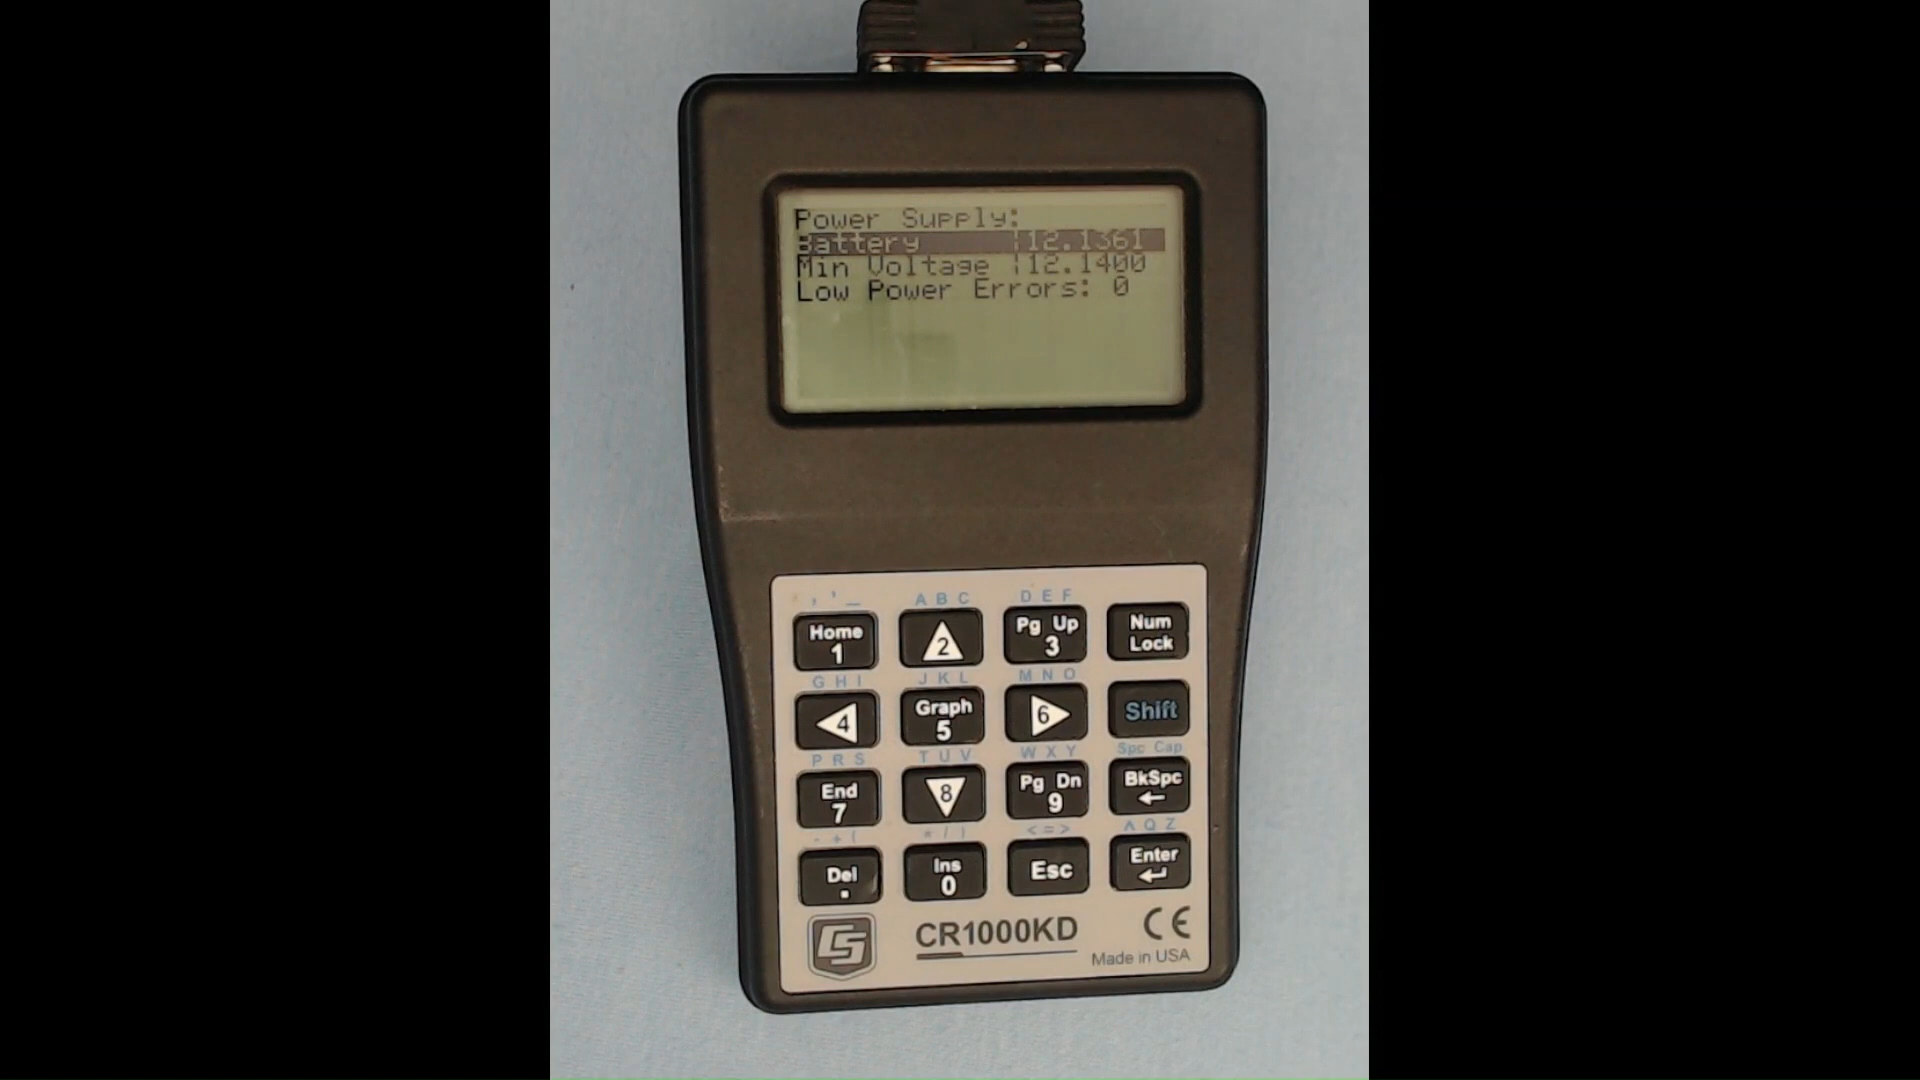 Power Supply:
Battery |12.1361
Min Voltage |12.1400
Low Power Errors: 0
, ' _ A B C D E F
Home 1 2 Pg Up 3 Num Lock
G H I J K L M N O
4 Graph 5 6 Shift
P R S T U V W X Y Spc Cap
End 7 8 Pg Dn 9 BkSpc ←
- + ( * / ) < = > ^ Q Z
Del . Ins 0 Esc Enter ↵
CS CR1000KD CE
Made in USA